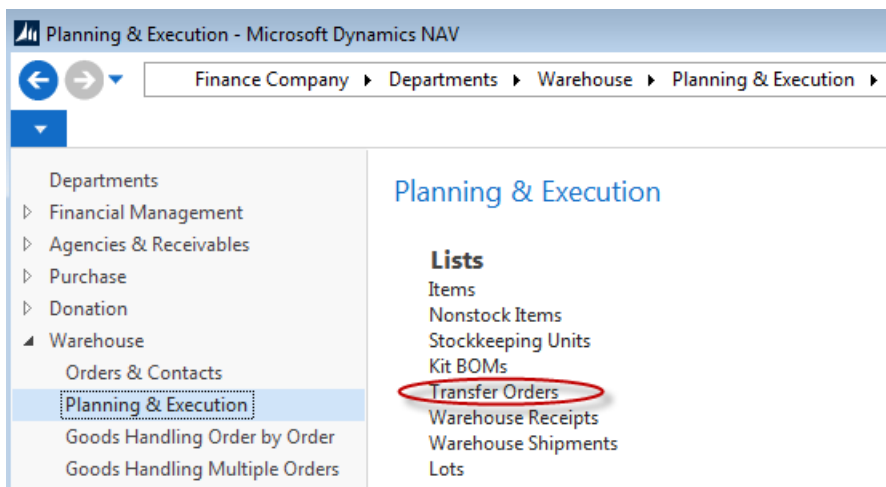 Planning & Execution - Microsoft Dynamics NAV
Finance Company Departments Warehouse Planning & Execution
Departments
Financial Management
Agencies & Receivables
Purchase
Donation
Warehouse
Orders & Contacts
Planning & Execution
Goods Handling Order by Order
Goods Handling Multiple Orders
Planning & Execution
Lists
Items
Nonstock Items
Stockkeeping Units
Kit BOMs
Transfer Orders
Warehouse Receipts
Warehouse Shipments
Lots